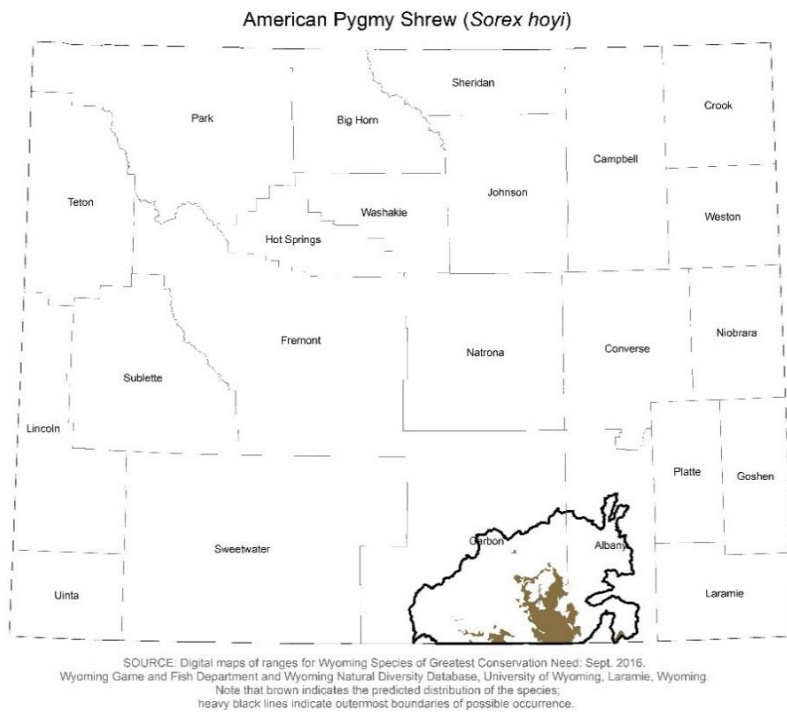 American Pygmy Shrew (Sorex hoyi)
Sheridan
Crook
Park
Big Horn
Campbell
Johnson
Teton
Washakie
Weston
Hot Springs
Fremont
Natrona
Converse
Niobrara
Sublette
Lincoln
Platte
Goshen
Sweetwater
Carbon
Albany
Uinta
Laramie
SOURCE: Digital maps of ranges for Wyoming Species of Greatest Conservation Need: Sept. 2016.
Wyoming Game and Fish Department and Wyoming Natural Diversity Database, University of Wyoming, Laramie, Wyoming.
Note that brown indicates the predicted distribution of the species;
heavy black lines indicate outermost boundaries of possible occurrence.